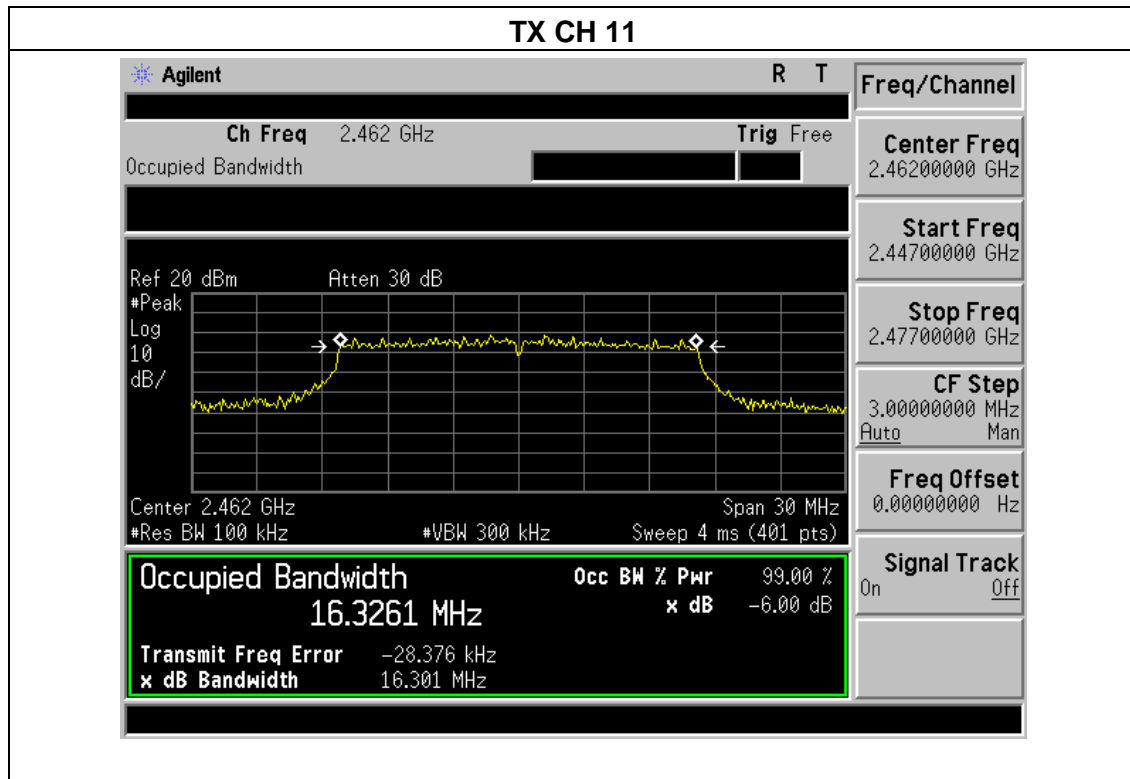 TX CH 11
Agilent R T
Ch Freq 2.462 GHz Trig Free
Occupied Bandwidth
Ref 20 dBm Atten 30 dB
#Peak
Log
10
dB/
Center 2.462 GHz Span 30 MHz
#Res BW 100 kHz #VBW 300 kHz Sweep 4 ms (401 pts)
Occupied Bandwidth Occ BW % Pwr 99.00 %
16.3261 MHz x dB -6.00 dB
Transmit Freq Error -28.376 kHz
x dB Bandwidth 16.301 MHz
Freq/Channel
Center Freq
2.46200000 GHz
Start Freq
2.44700000 GHz
Stop Freq
2.47700000 GHz
CF Step
3.00000000 MHz
Auto Man
Freq Offset
0.00000000 Hz
Signal Track
On Off